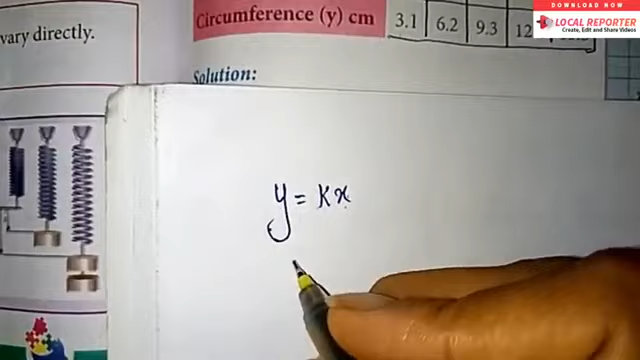 DOWNLOAD NOW
LOCAL REPORTER
Create, Edit and Share Videos
vary directly.
Circumference (y) cm 3.1 6.2 9.3
Solution:
y = kx